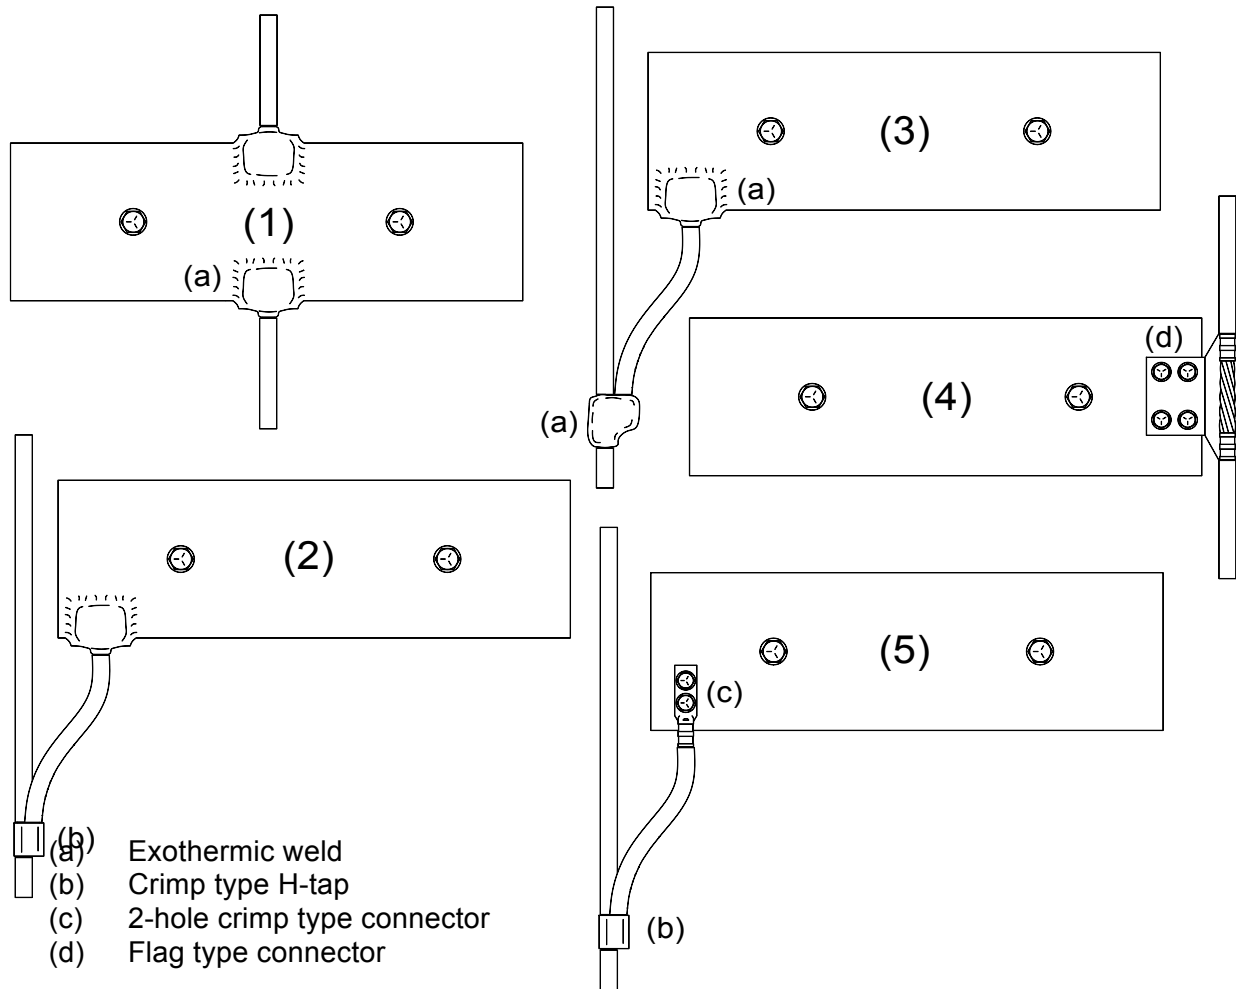 (1)
(a)
(3)
(a)
(d)
(4)
(a)
(2)
(5)
(c)
(b)
(b)
(a) Exothermic weld
(b) Crimp type H-tap
(c) 2-hole crimp type connector
(d) Flag type connector